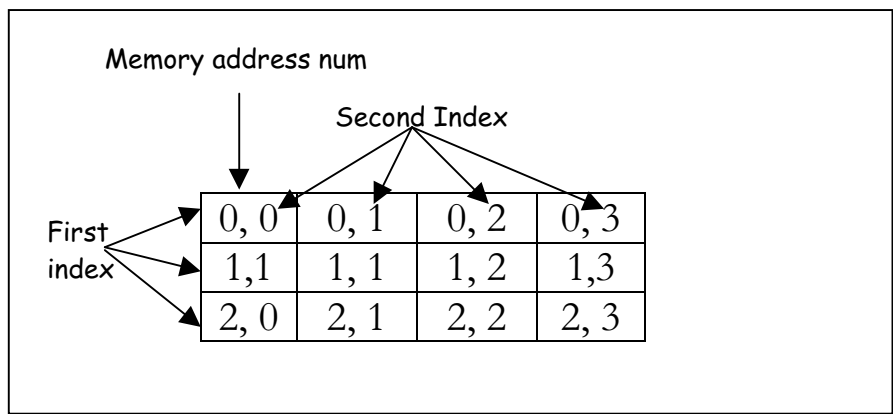 Memory address num
Second Index
First
index
0, 0 0, 1 0, 2 0, 3
1,1 1, 1 1, 2 1,3
2, 0 2, 1 2, 2 2, 3